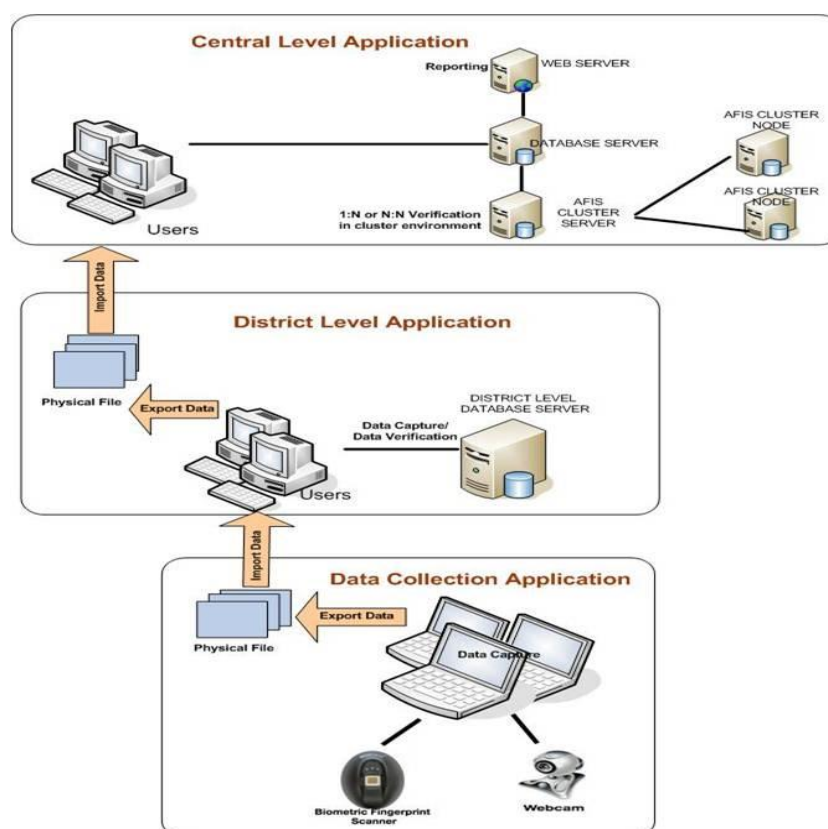 Central Level Application
Reporting
WEB SERVER
DATABASE SERVER
AFIS CLUSTER
NODE
AFIS CLUSTER
NODE
1:N or N:N Verification
in cluster environment
AFIS
CLUSTER
SERVER
Users
Import Data
District Level Application
Physical File
Export Data
Data Capture/
Data Verification
DISTRICT LEVEL
DATABASE SERVER
Users
Import Data
Data Collection Application
Physical File
Export Data
Data Capture
Biometric Fingerprint
Scanner
Webcam